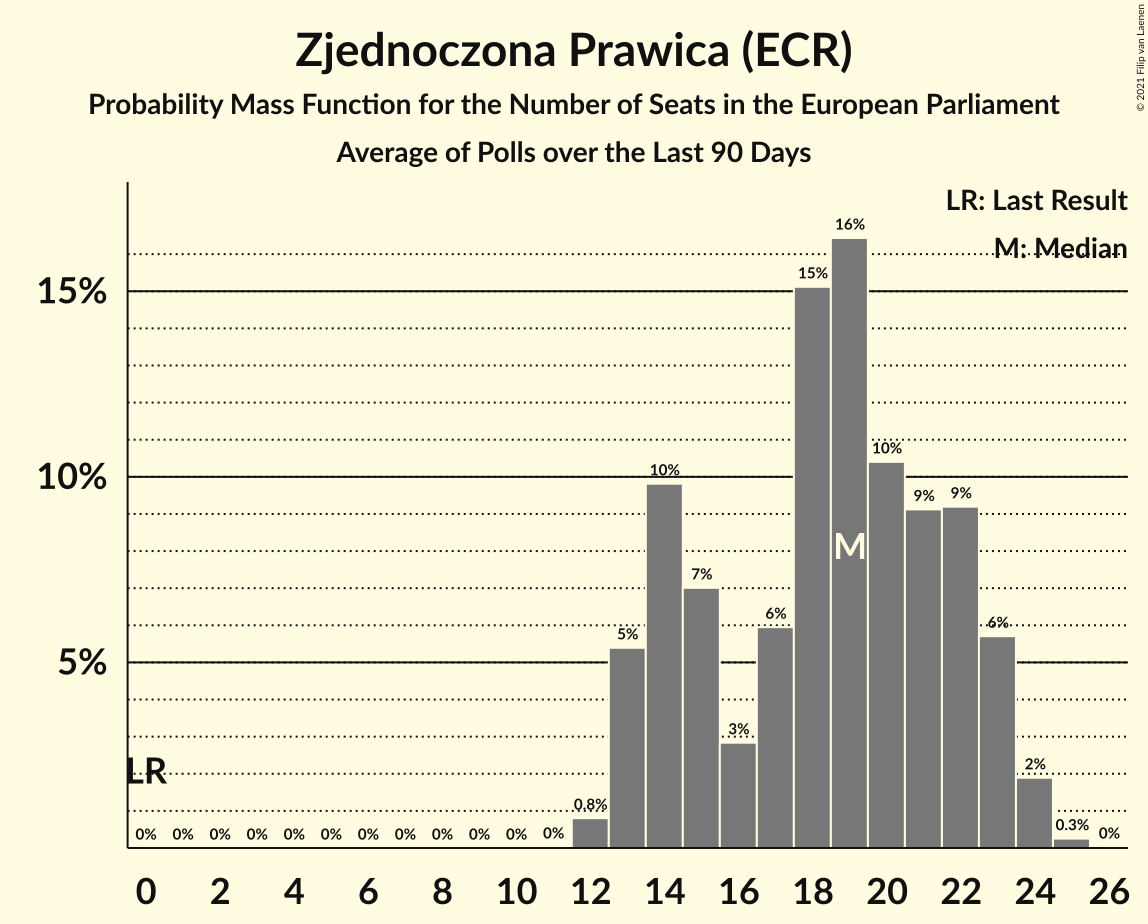 Zjednoczona Prawica (ECR)
Probability Mass Function for the Number of Seats in the European Parliament
Average of Polls over the Last 90 Days
© 2021 Filip van Laenen
LR: Last Result
M: Median
15%
10%
5%
0% 0% 0% 0% 0% 0% 0% 0% 0% 0% 0% 0% 0.8% 5% 10% 7% 3% 6% 15% 16% 10% 9% 9% 6% 2% 0.3% 0%
LR
M
0 2 4 6 8 10 12 14 16 18 20 22 24 26